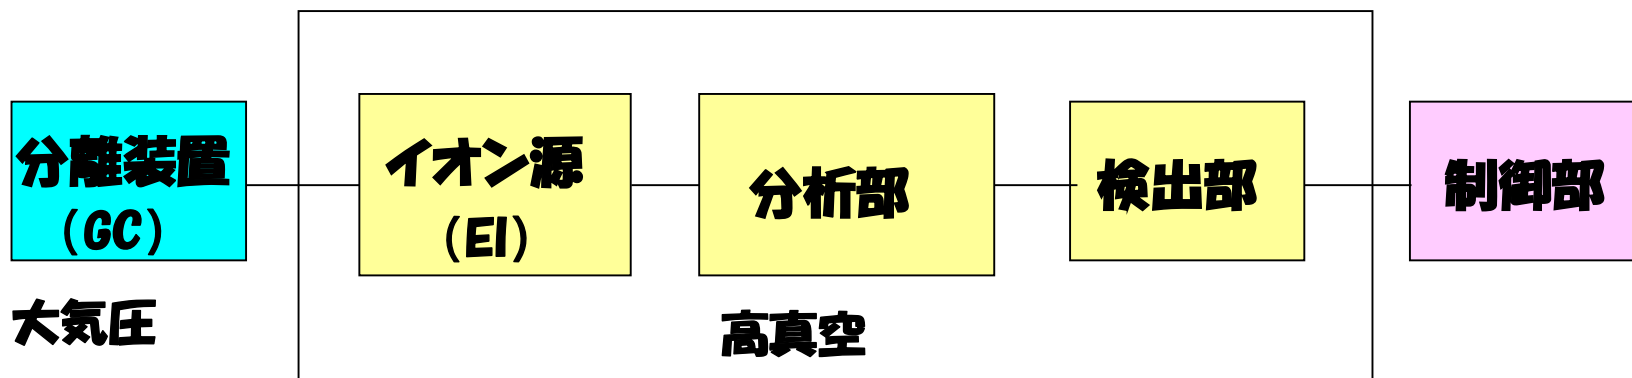 分離装置
(GC)
イオン源
(EI)
分析部
検出部
制御部
大気圧
高真空